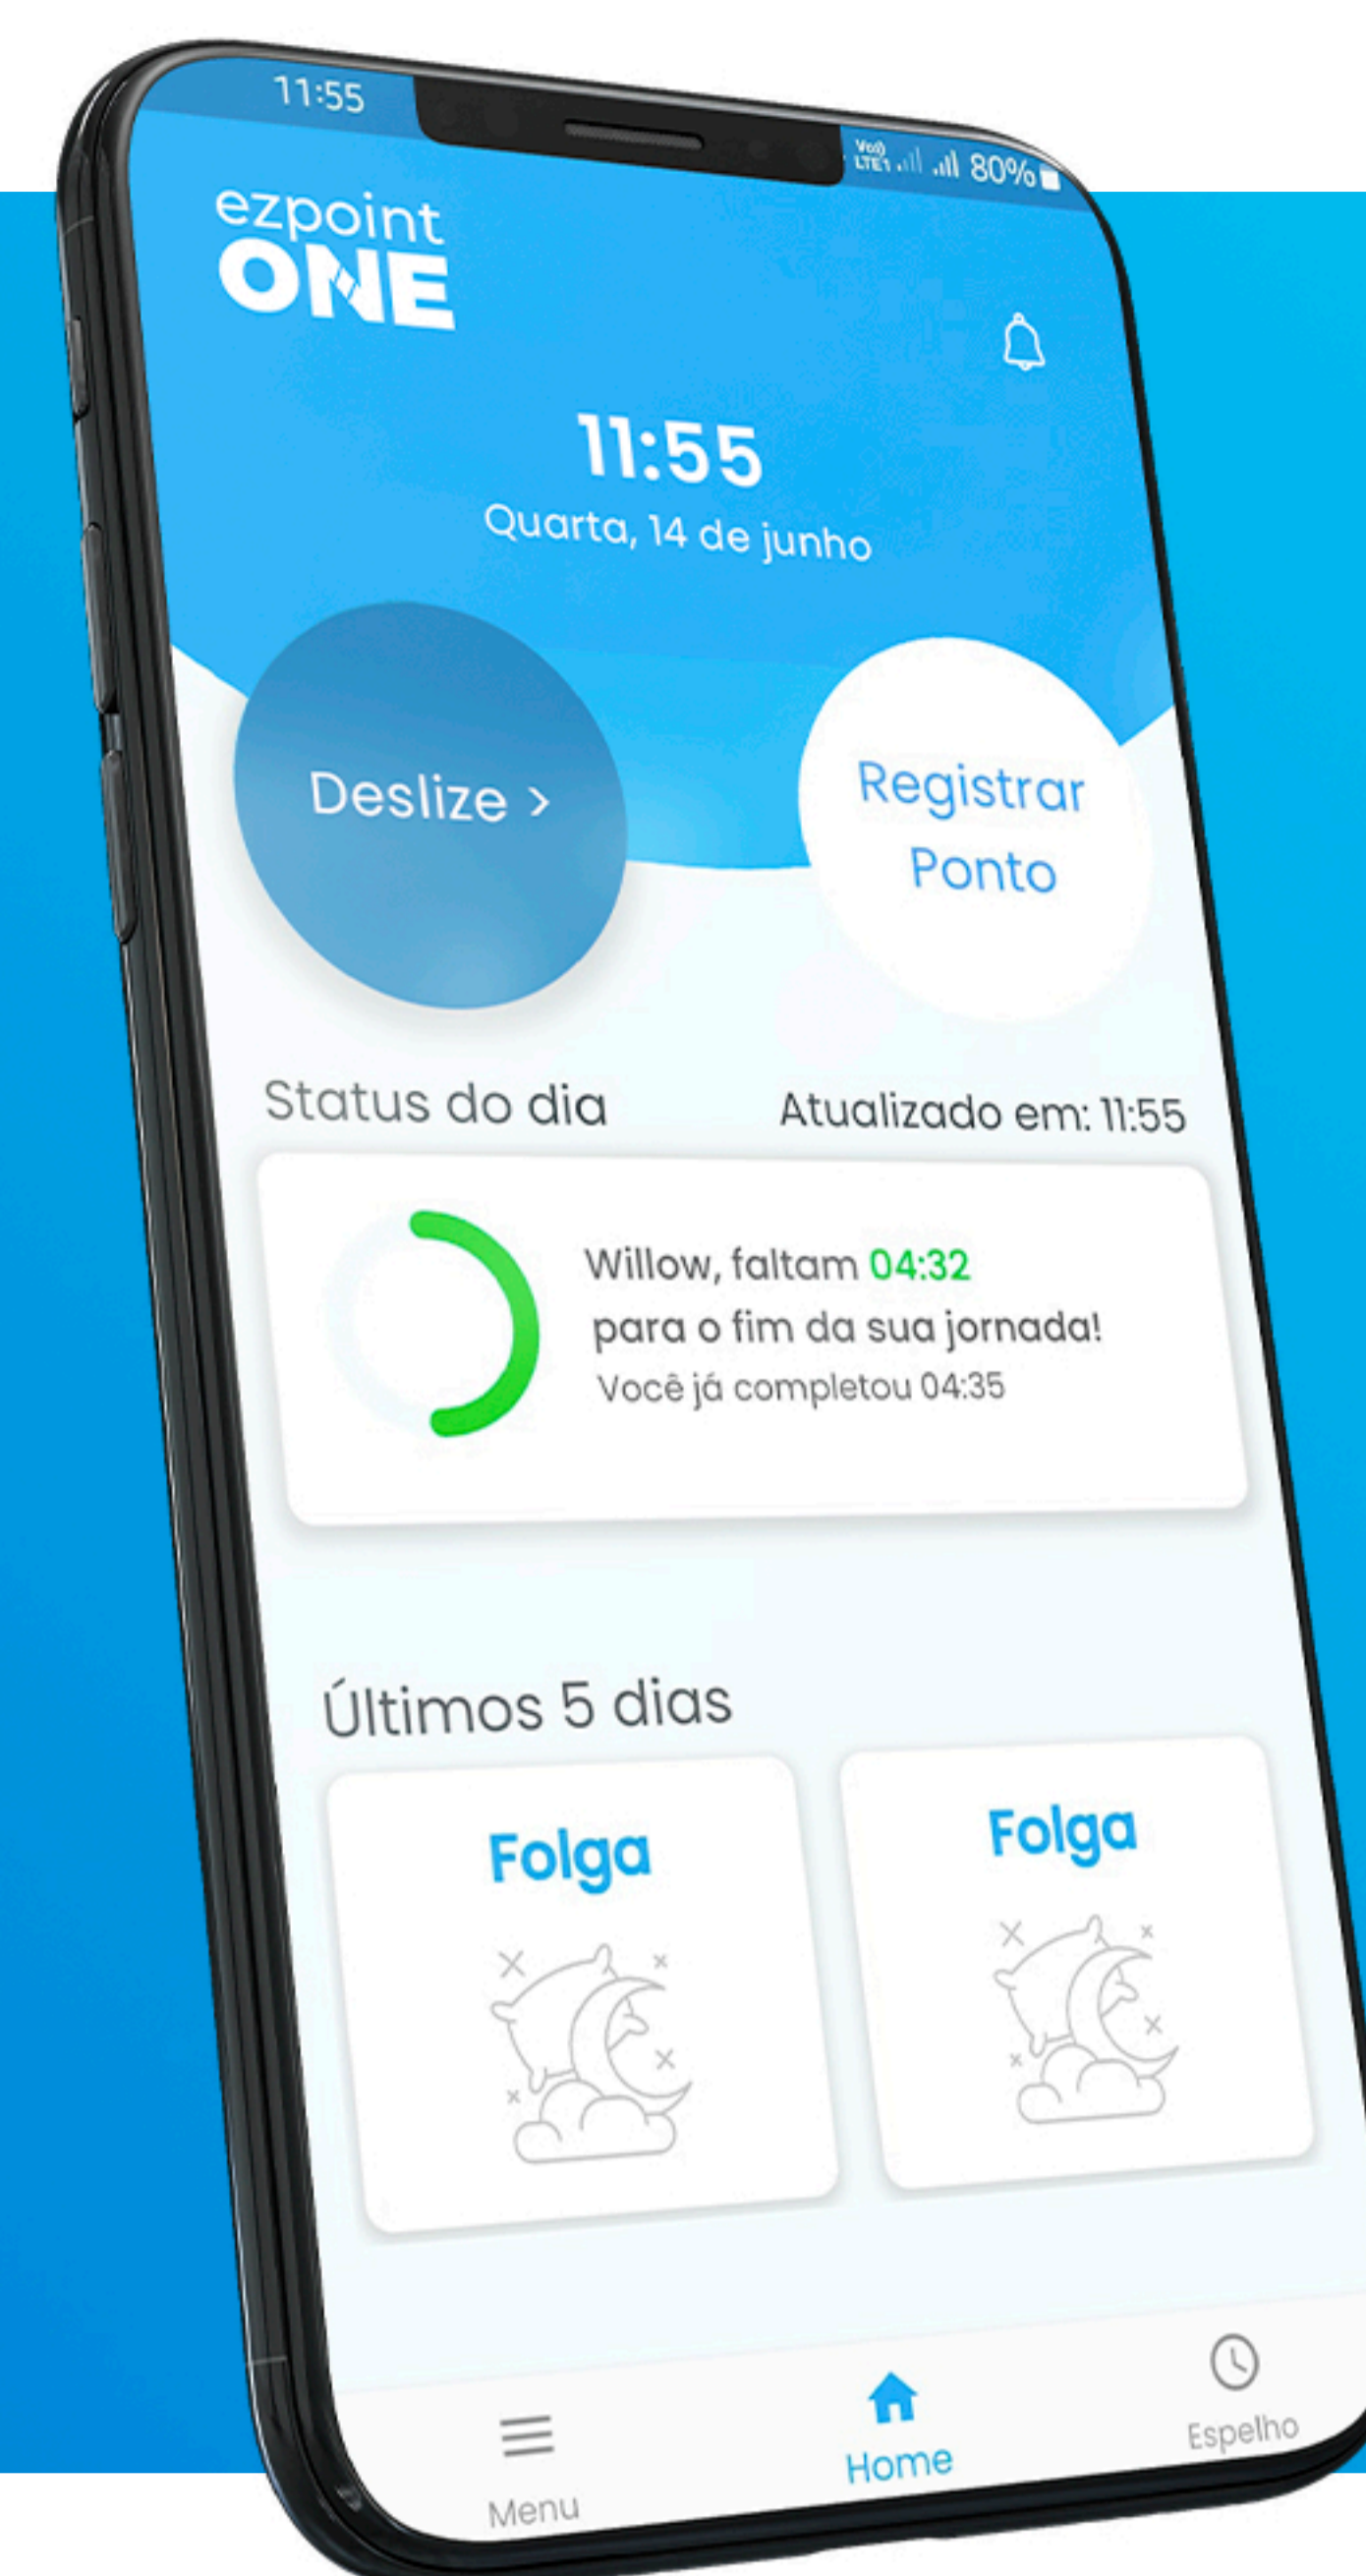 11:55
Vo)
LTE1 80%
ezpoint
ONE
11:55
Quarta, 14 de junho
Deslize >
Registrar
Ponto
Status do dia
Atualizado em: 11:55
Willow, faltam 04:32
para o fim da sua jornada!
Você já completou 04:35
Últimos 5 dias
Folga
Folga
Menu
Home
Espelho